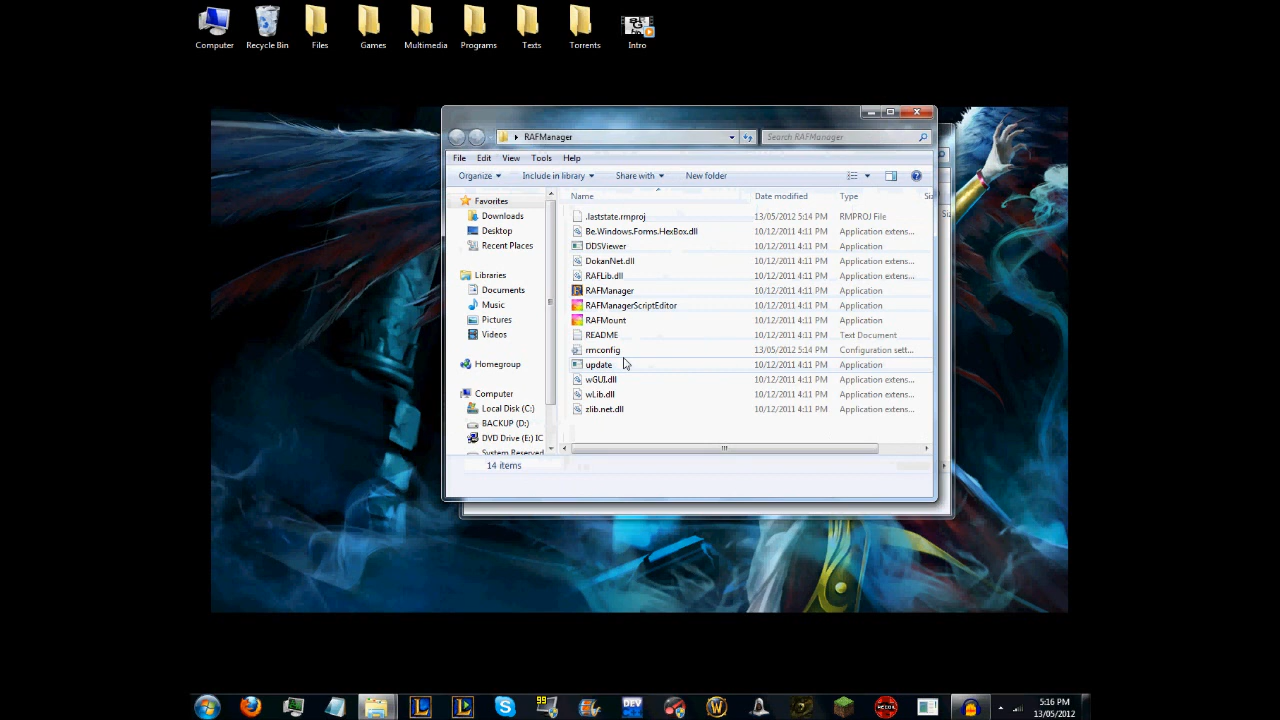 Computer
Recycle Bin
Files
Games
Multimedia
Programs
Texts
Torrents
Intro
RAFManager
Search RAFManager
File Edit View Tools Help
Organize Include in library Share with New folder
Name Date modified Type
Favorites
Downloads
Desktop
Recent Places
Libraries
Documents
Music
Pictures
Videos
Homegroup
Computer
Local Disk (C:)
BACKUP (D:)
DVD Drive (E:) IC
System Reserved
.laststate.rmproj 13/05/2012 5:14 PM RMPROJ File
Be.Windows.Forms.HexBox.dll 10/12/2011 4:11 PM Application extens...
DDSViewer 10/12/2011 4:11 PM Application
DokanNet.dll 10/12/2011 4:11 PM Application extens...
RAFLib.dll 10/12/2011 4:11 PM Application extens...
RAFManager 10/12/2011 4:11 PM Application
RAFManagerScriptEditor 10/12/2011 4:11 PM Application
RAFMount 10/12/2011 4:11 PM Application
README 10/12/2011 4:11 PM Text Document
rmconfig 13/05/2012 5:14 PM Configuration sett...
update 10/12/2011 4:11 PM Application
wGUI.dll 10/12/2011 4:11 PM Application extens...
wLib.dll 10/12/2011 4:11 PM Application extens...
zlib.net.dll 10/12/2011 4:11 PM Application extens...
14 items
99
DEV
5:16 PM
13/05/2012